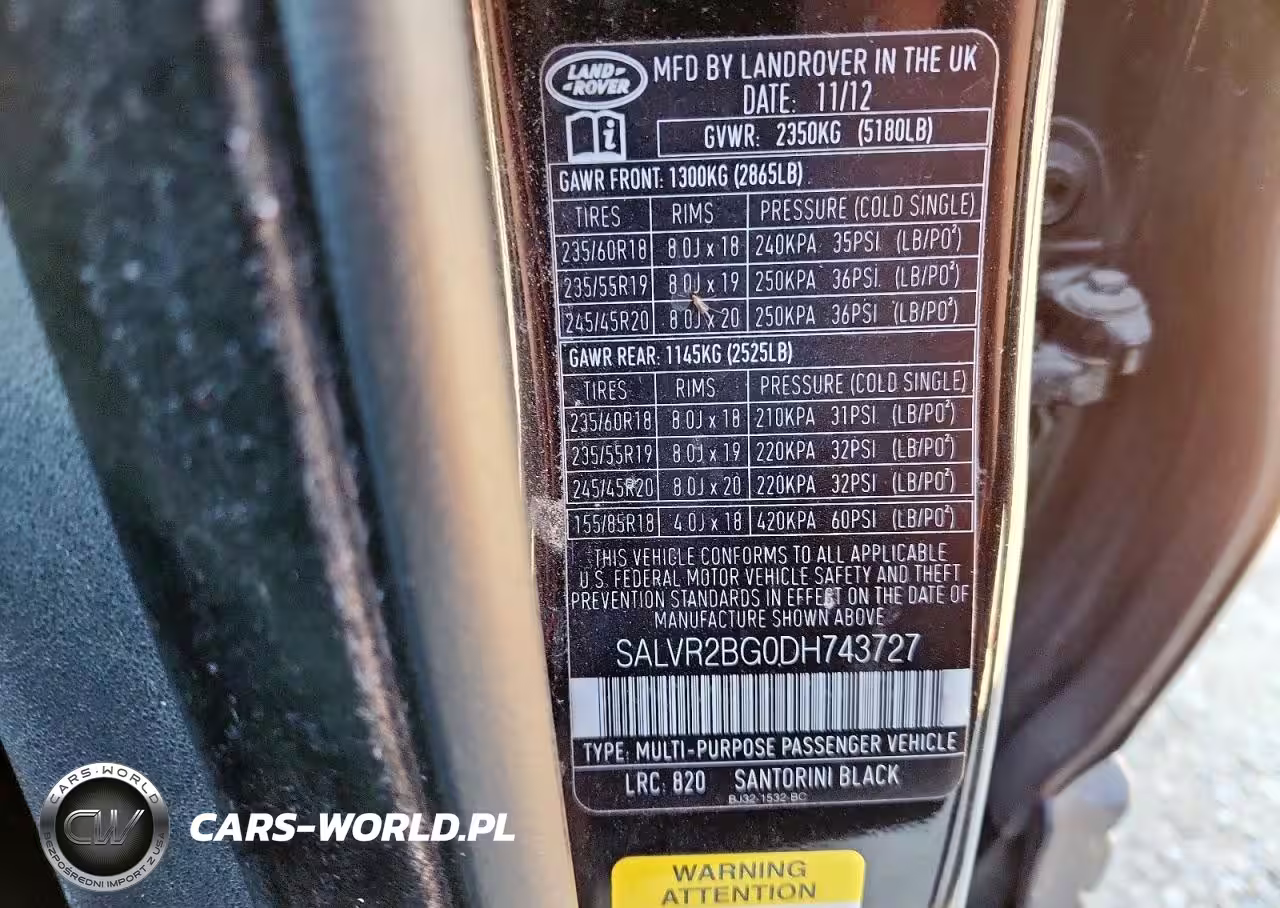 LAND-
-ROVER
MFD BY LANDROVER IN THE UK
DATE: 11/12
i
GVWR: 2350KG (5180LB)
GAWR FRONT: 1300KG (2865LB)
TIRES RIMS PRESSURE (COLD SINGLE)
235/60R18 8.0J x 18 240KPA 35PSI (LB/PO²)
235/55R19 8.0J x 19 250KPA 36PSI (LB/PO²)
245/45R20 8.0J x 20 250KPA 36PSI (LB/PO²)
GAWR REAR: 1145KG (2525LB)
TIRES RIMS PRESSURE (COLD SINGLE)
235/60R18 8.0J x 18 210KPA 31PSI (LB/PO²)
235/55R19 8.0J x 19 220KPA 32PSI (LB/PO²)
245/45R20 8.0J x 20 220KPA 32PSI (LB/PO²)
155/85R18 4.0J x 18 420KPA 60PSI (LB/PO²)
THIS VEHICLE CONFORMS TO ALL APPLICABLE
U.S. FEDERAL MOTOR VEHICLE SAFETY AND THEFT
PREVENTION STANDARDS IN EFFECT ON THE DATE OF
MANUFACTURE SHOWN ABOVE
SALVR2BG0DH743727
TYPE: MULTI-PURPOSE PASSENGER VEHICLE
LRC: 820 SANTORINI BLACK
BJ32-1532-BC
WARNING
ATTENTION
CARS-WORLD
CW
BEZPOŚREDNI IMPORT Z USA
CARS-WORLD.PL